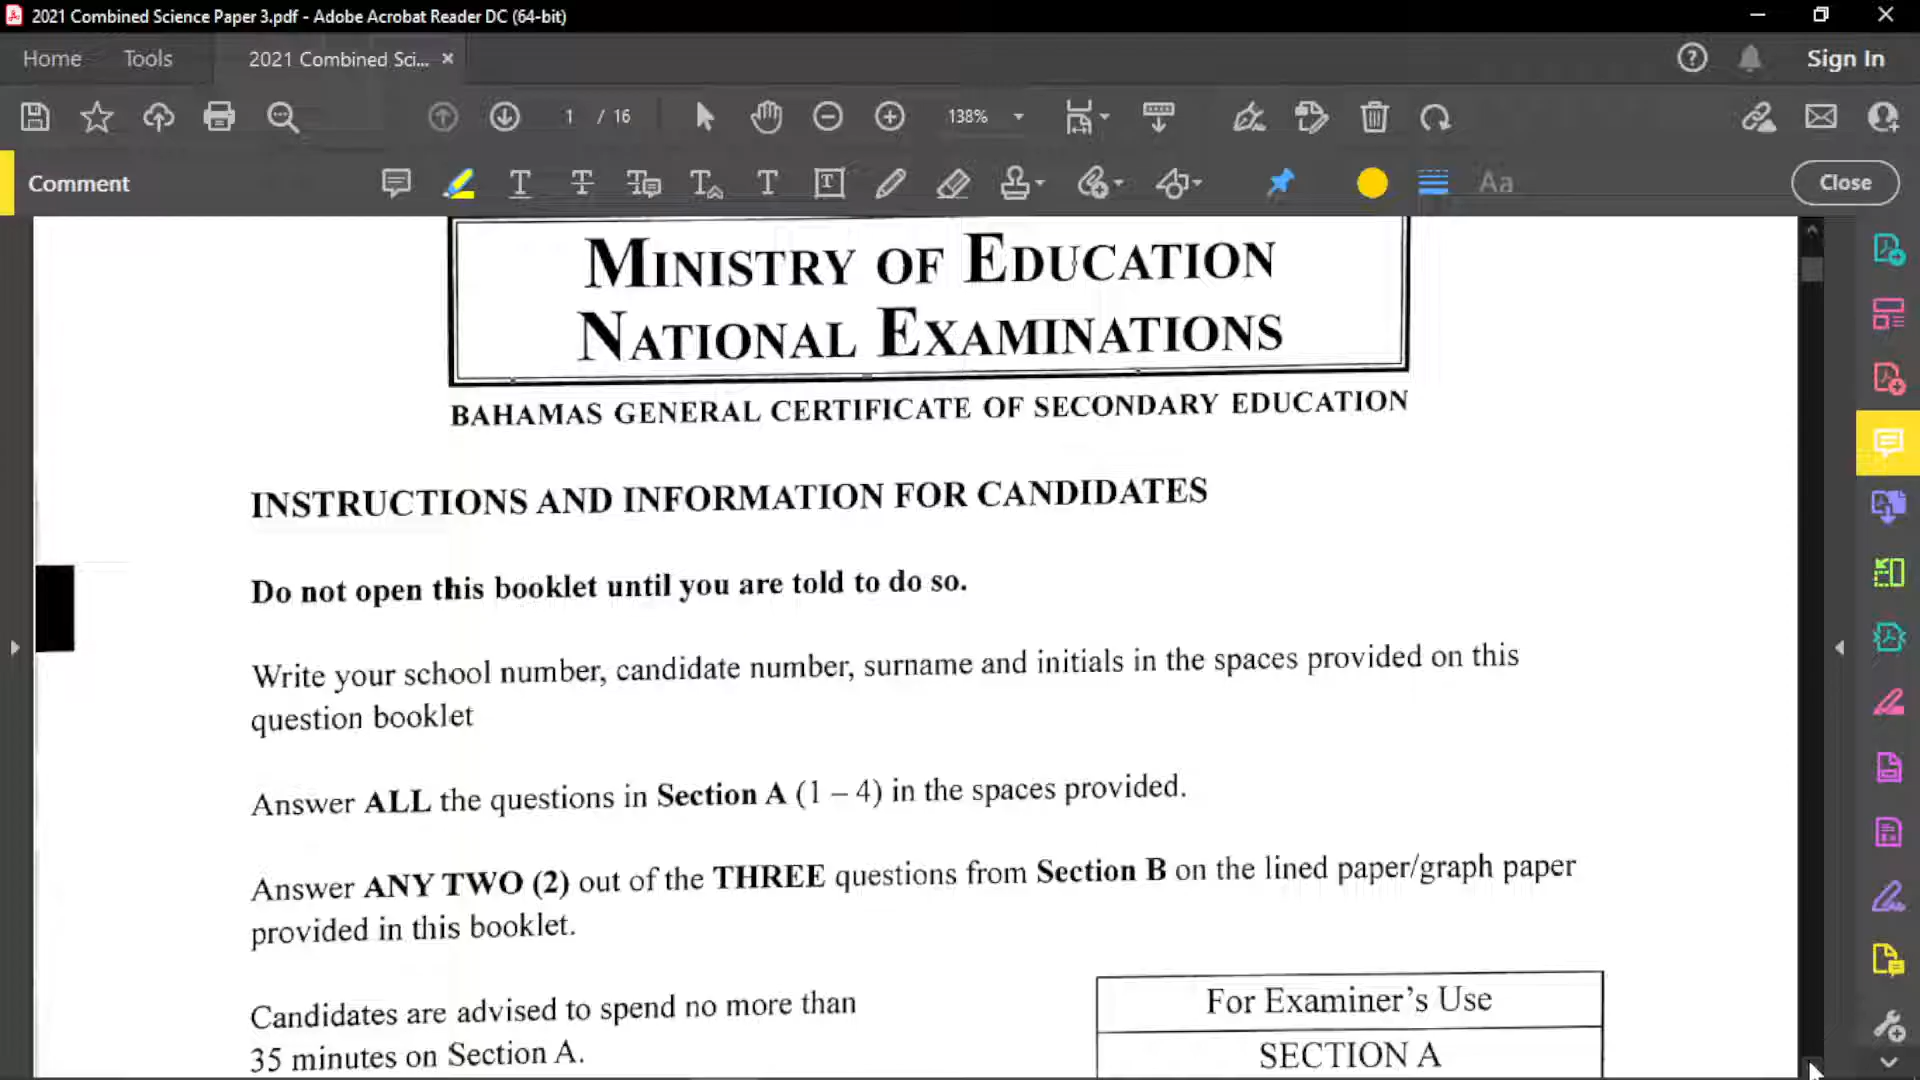 2021 Combined Science Paper 3.pdf - Adobe Acrobat Reader DC (64-bit)
Home
Tools
2021 Combined Sci...
Sign In
1 / 16
138%
Comment
Aa
Close
MINISTRY OF EDUCATION
NATIONAL EXAMINATIONS
BAHAMAS GENERAL CERTIFICATE OF SECONDARY EDUCATION
INSTRUCTIONS AND INFORMATION FOR CANDIDATES
Do not open this booklet until you are told to do so.
Write your school number, candidate number, surname and initials in the spaces provided on this
question booklet
Answer ALL the questions in Section A (1 – 4) in the spaces provided.
Answer ANY TWO (2) out of the THREE questions from Section B on the lined paper/graph paper
provided in this booklet.
Candidates are advised to spend no more than
35 minutes on Section A.
For Examiner's Use
SECTION A